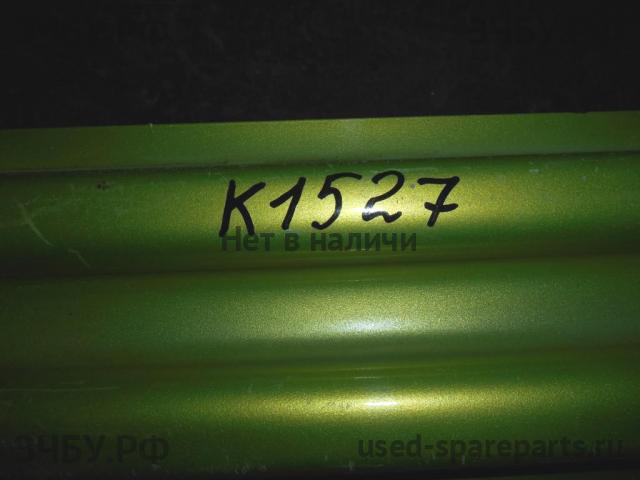 K1527
Нет в наличи
ЗЧБУ.РФ
used-spareparts.ru